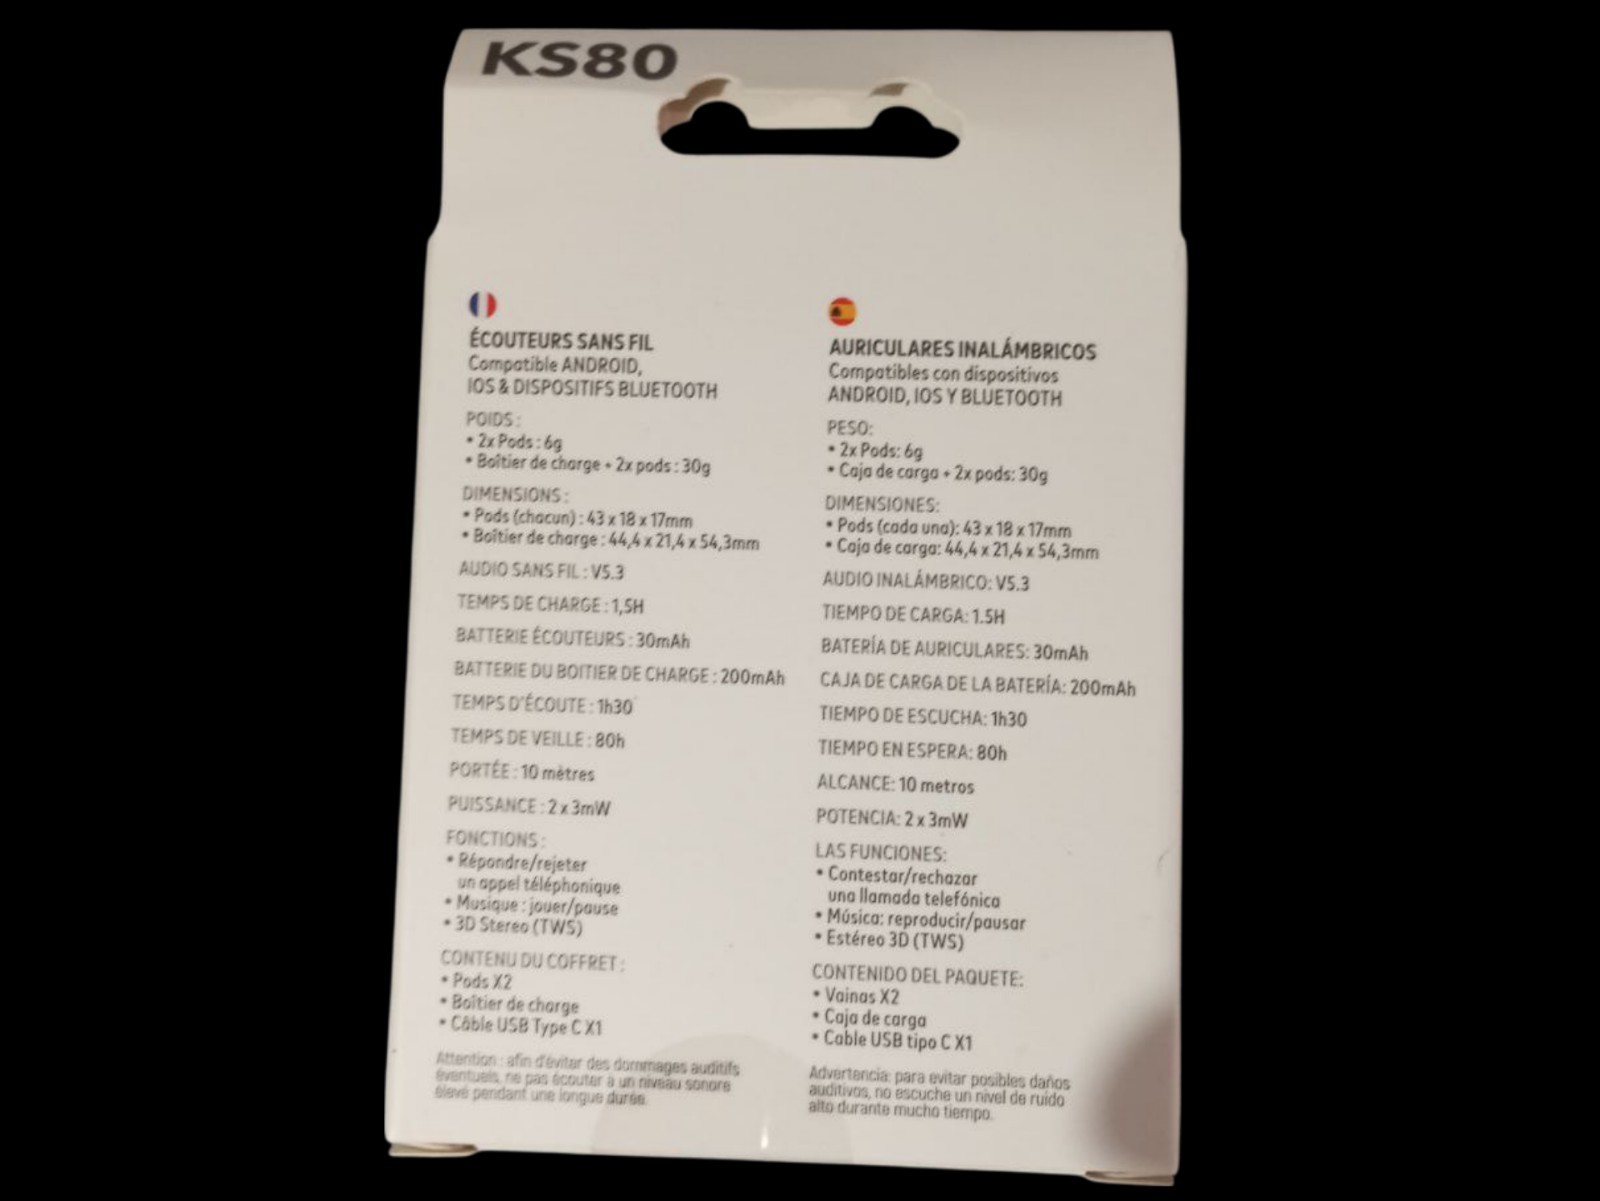 KS80
ÉCOUTEURS SANS FIL
Compatible ANDROID,
IOS & DISPOSITIFS BLUETOOTH
POIDS :
• 2x Pods : 6g
• Boîtier de charge + 2x pods : 30g
DIMENSIONS :
• Pods (chacun) : 43 x 18 x 17mm
• Boîtier de charge : 44,4 x 21,4 x 54,3mm
AUDIO SANS FIL : V5.3
TEMPS DE CHARGE : 1,5H
BATTERIE ÉCOUTEURS : 30mAh
BATTERIE DU BOITIER DE CHARGE : 200mAh
TEMPS D'ÉCOUTE : 1h30
TEMPS DE VEILLE : 80h
PORTÉE : 10 mètres
PUISSANCE : 2 x 3mW
FONCTIONS :
• Répondre/rejeter
un appel téléphonique
• Musique : jouer/pause
• 3D Stereo (TWS)
CONTENU DU COFFRET :
• Pods X2
• Boîtier de charge
• Câble USB Type C X1
Attention : afin d'éviter des dommages auditifs
éventuels, ne pas écouter à un niveau sonore
élevé pendant une longue durée.
AURICULARES INALÁMBRICOS
Compatibles con dispositivos
ANDROID, IOS Y BLUETOOTH
PESO:
• 2x Pods: 6g
• Caja de carga + 2x pods: 30g
DIMENSIONES:
• Pods (cada una): 43 x 18 x 17mm
• Caja de carga: 44,4 x 21,4 x 54,3mm
AUDIO INALÁMBRICO: V5.3
TIEMPO DE CARGA: 1.5H
BATERÍA DE AURICULARES: 30mAh
CAJA DE CARGA DE LA BATERÍA: 200mAh
TIEMPO DE ESCUCHA: 1h30
TIEMPO EN ESPERA: 80h
ALCANCE: 10 metros
POTENCIA: 2 x 3mW
LAS FUNCIONES:
• Contestar/rechazar
una llamada telefónica
• Música: reproducir/pausar
• Estéreo 3D (TWS)
CONTENIDO DEL PAQUETE:
• Vainas X2
• Caja de carga
• Cable USB tipo C X1
Advertencia: para evitar posibles daños
auditivos, no escuche un nivel de ruido
alto durante mucho tiempo.